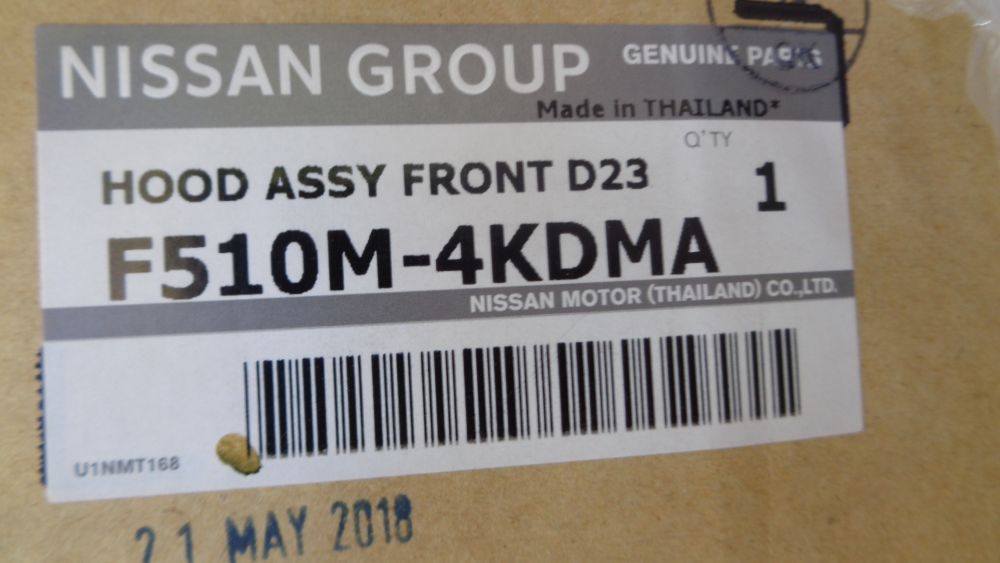 NISSAN GROUP
GENUINE PARTS
Made in THAILAND*
Q'TY
HOOD ASSY FRONT D23
1
F510M-4KDMA
NISSAN MOTOR (THAILAND) CO.,LTD.
U1NMT168
21 MAY 2018